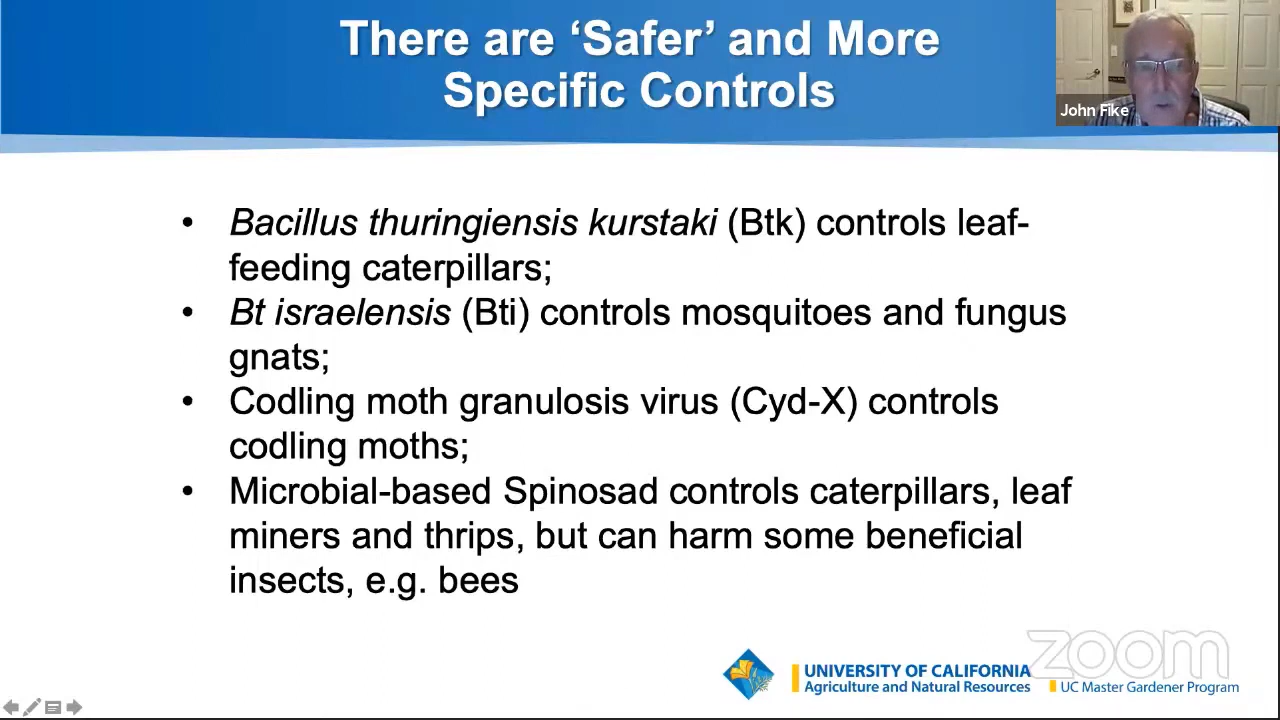 There are ‘Safer’ and More
Specific Controls
John Fike
• Bacillus thuringiensis kurstaki (Btk) controls leaf-
feeding caterpillars;
• Bt israelensis (Bti) controls mosquitoes and fungus
gnats;
• Codling moth granulosis virus (Cyd-X) controls
codling moths;
• Microbial-based Spinosad controls caterpillars, leaf
miners and thrips, but can harm some beneficial
insects, e.g. bees
zoom
UNIVERSITY OF CALIFORNIA
Agriculture and Natural Resources
UC Master Gardener Program